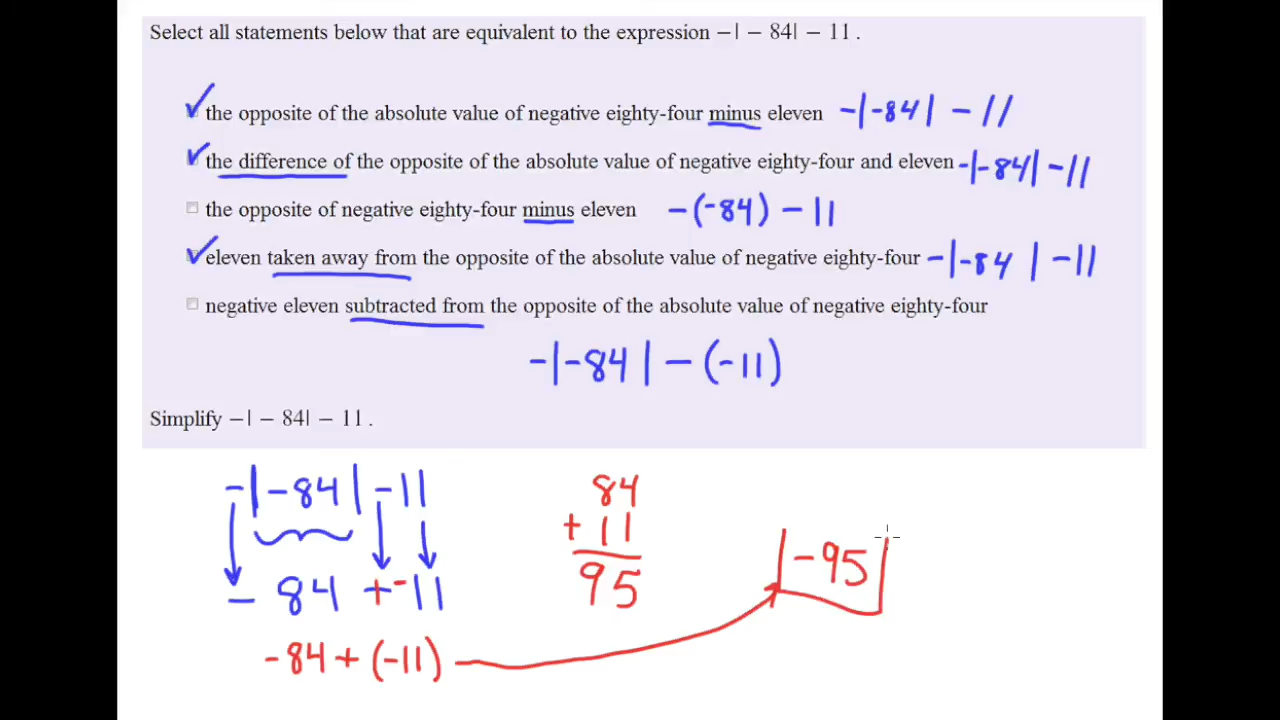 Select all statements below that are equivalent to the expression −| − 84| − 11 .
the opposite of the absolute value of negative eighty-four minus eleven -|-84| - 11
the difference of the opposite of the absolute value of negative eighty-four and eleven -|-84| - 11
the opposite of negative eighty-four minus eleven -(-84) - 11
eleven taken away from the opposite of the absolute value of negative eighty-four -|-84| - 11
negative eleven subtracted from the opposite of the absolute value of negative eighty-four
-|-84| - (-11)
Simplify −| − 84| − 11 .
-|-84| - 11
84
+ 11
95
- 84 + -11
-95
-84 + (-11)